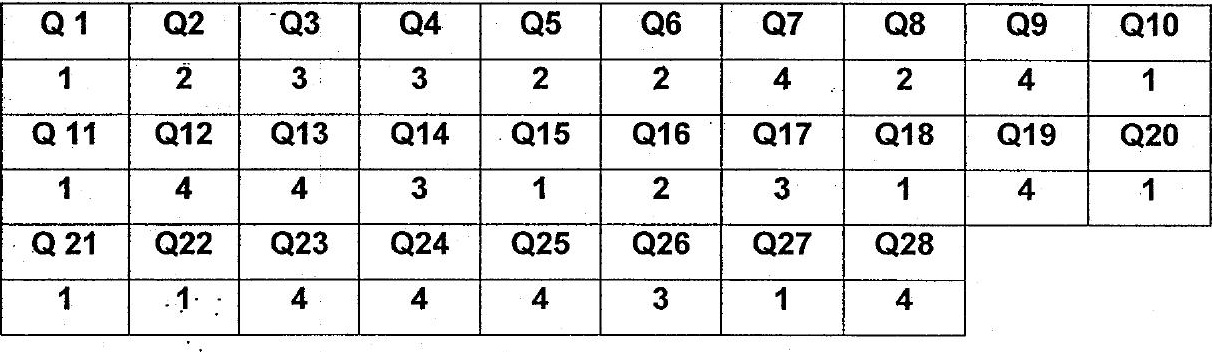 Q 1 Q2 Q3 Q4 Q5 Q6 Q7 Q8 Q9 Q10
1 2 3 3 2 2 4 2 4 1
Q 11 Q12 Q13 Q14 Q15 Q16 Q17 Q18 Q19 Q20
1 4 4 3 1 2 3 1 4 1
Q 21 Q22 Q23 Q24 Q25 Q26 Q27 Q28
1 1 4 4 4 3 1 4